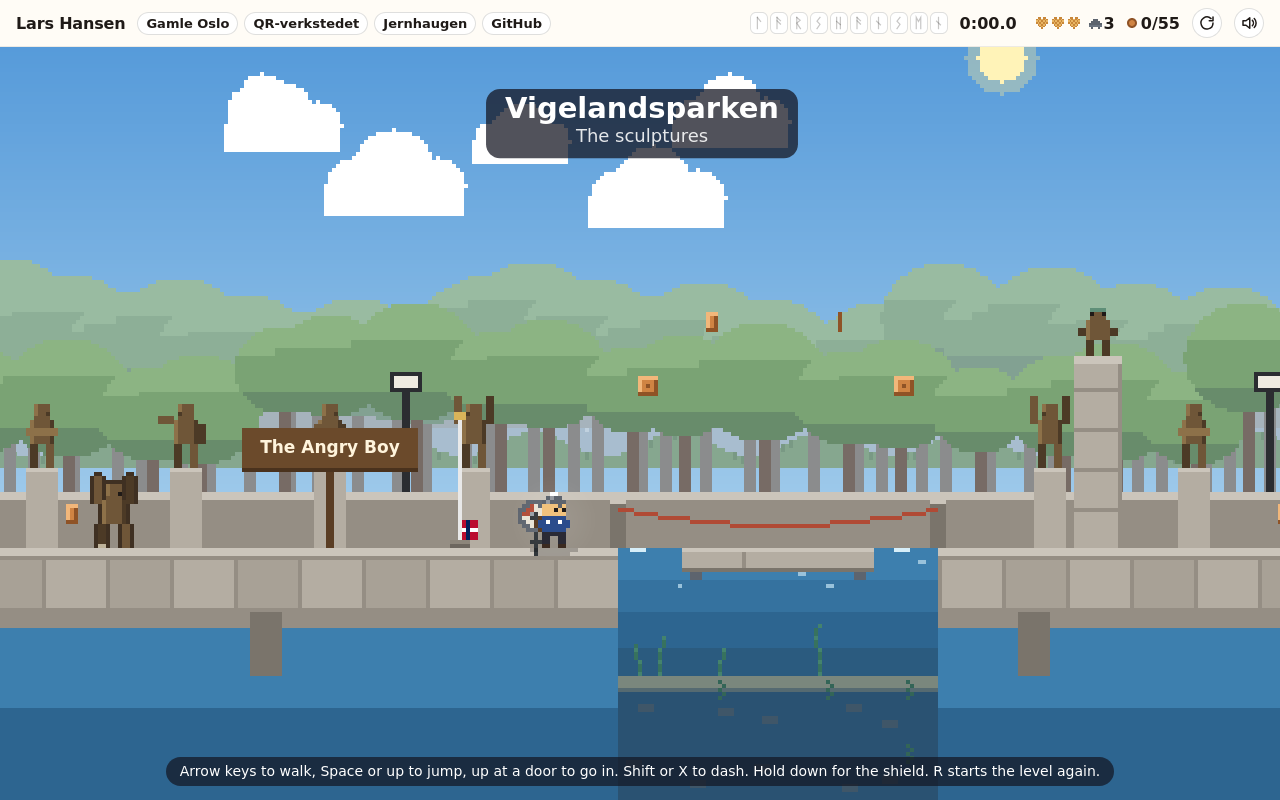 Lars Hansen Gamle Oslo QR-verkstedet Jernhaugen GitHub 0:00.0 3 0/55
Vigelandsparken
The sculptures
The Angry Boy
Arrow keys to walk, Space or up to jump, up at a door to go in. Shift or X to dash. Hold down for the shield. R starts the level again.